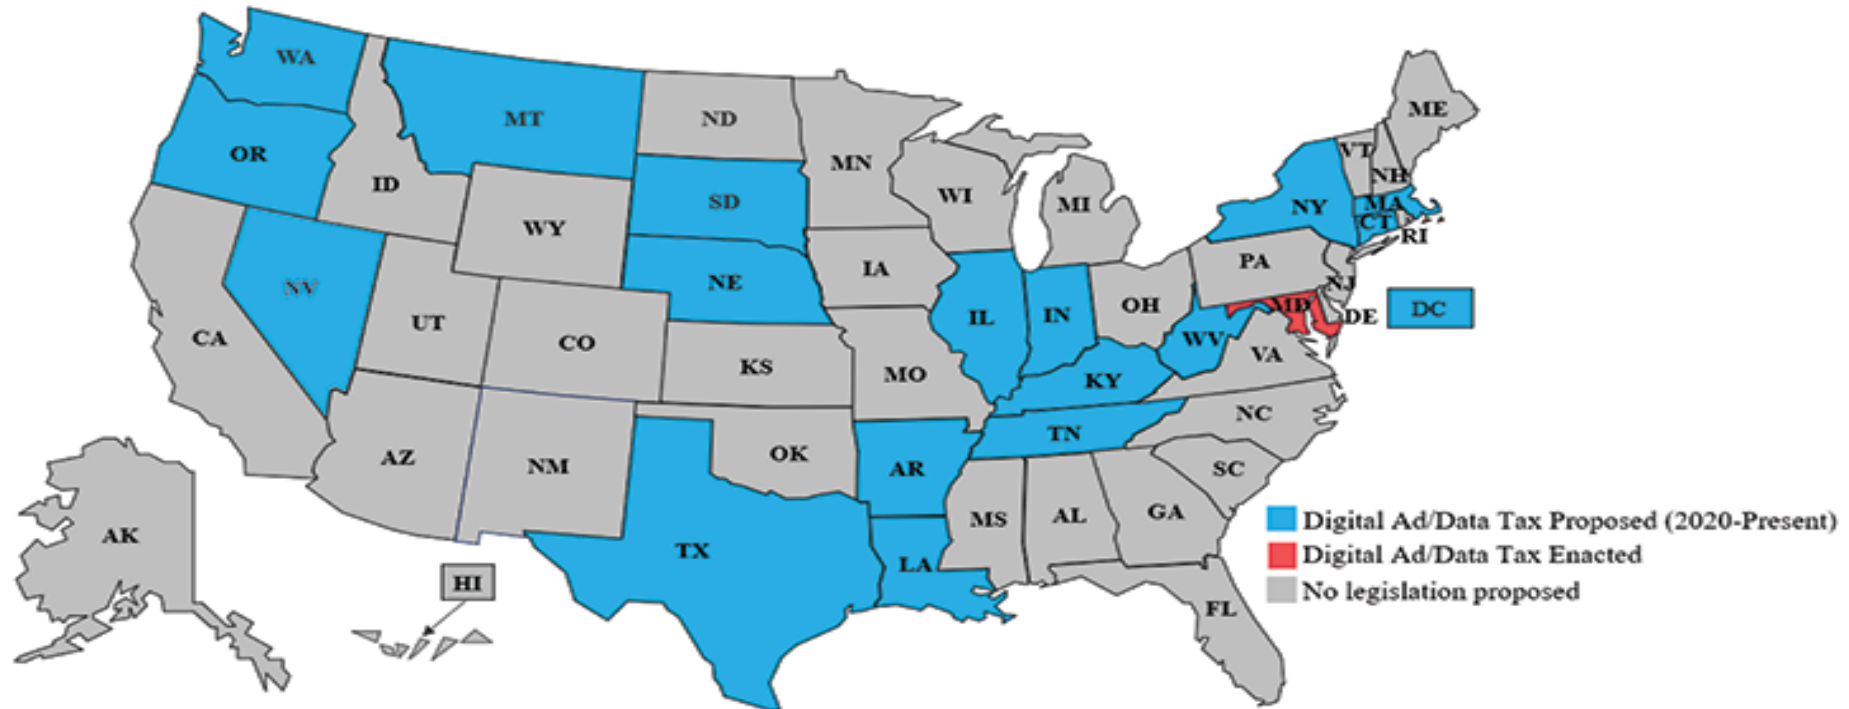 WA
MT
ND
ME
OR
MN
VT
ID
WI
NH
SD
MI
MA
NY
WY
CT
RI
IA
PA
NE
NV
NJ
OH
DC
IL
IN
DE
MD
UT
CA
CO
WV
VA
KS
MO
KY
NC
TN
OK
AZ
NM
AR
SC
MS
AL
GA
Digital Ad/Data Tax Proposed (2020-Present)
AK
TX
Digital Ad/Data Tax Enacted
LA
HI
No legislation proposed
FL